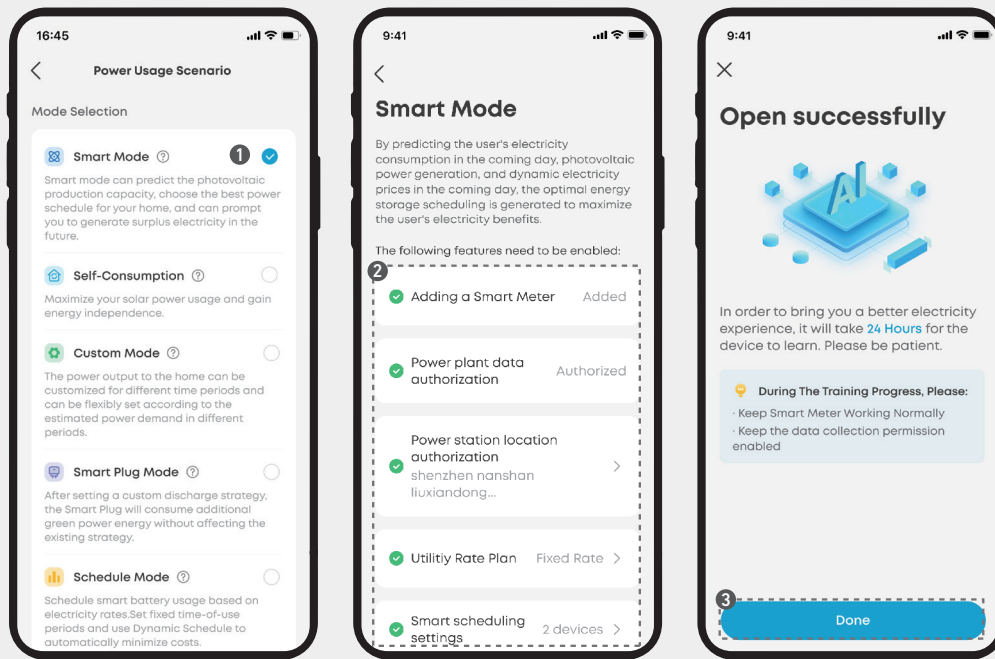 16:45
Power Usage Scenario
Mode Selection
Smart Mode ?
1
Smart mode can predict the photovoltaic
production capacity, choose the best power
schedule for your home, and can prompt
you to generate surplus electricity in the
future.
Self-Consumption ?
Maximize your solar power usage and gain
energy independence.
Custom Mode ?
The power output to the home can be
customized for different time periods and
can be flexibly set according to the
estimated power demand in different
periods.
Smart Plug Mode ?
After setting a custom discharge strategy,
the Smart Plug will consume additional
green power energy without affecting the
existing strategy.
Schedule Mode ?
Schedule smart battery usage based on
electricity rates.Set fixed time-of-use
periods and use Dynamic Schedule to
automatically minimize costs.
9:41
Smart Mode
By predicting the user's electricity
consumption in the coming day, photovoltaic
power generation, and dynamic electricity
prices in the coming day, the optimal energy
storage scheduling is generated to maximize
the user's electricity benefits.
The following features need to be enabled:
2
Adding a Smart Meter Added
Power plant data
authorization Authorized
Power station location
authorization
shenzhen nanshan
liuxiandong...
Utilitiy Rate Plan Fixed Rate
Smart scheduling
settings 2 devices
9:41
Open successfully
AI
In order to bring you a better electricity
experience, it will take 24 Hours for the
device to learn. Please be patient.
During The Training Progress, Please:
· Keep Smart Meter Working Normally
· Keep the data collection permission
enabled
3
Done